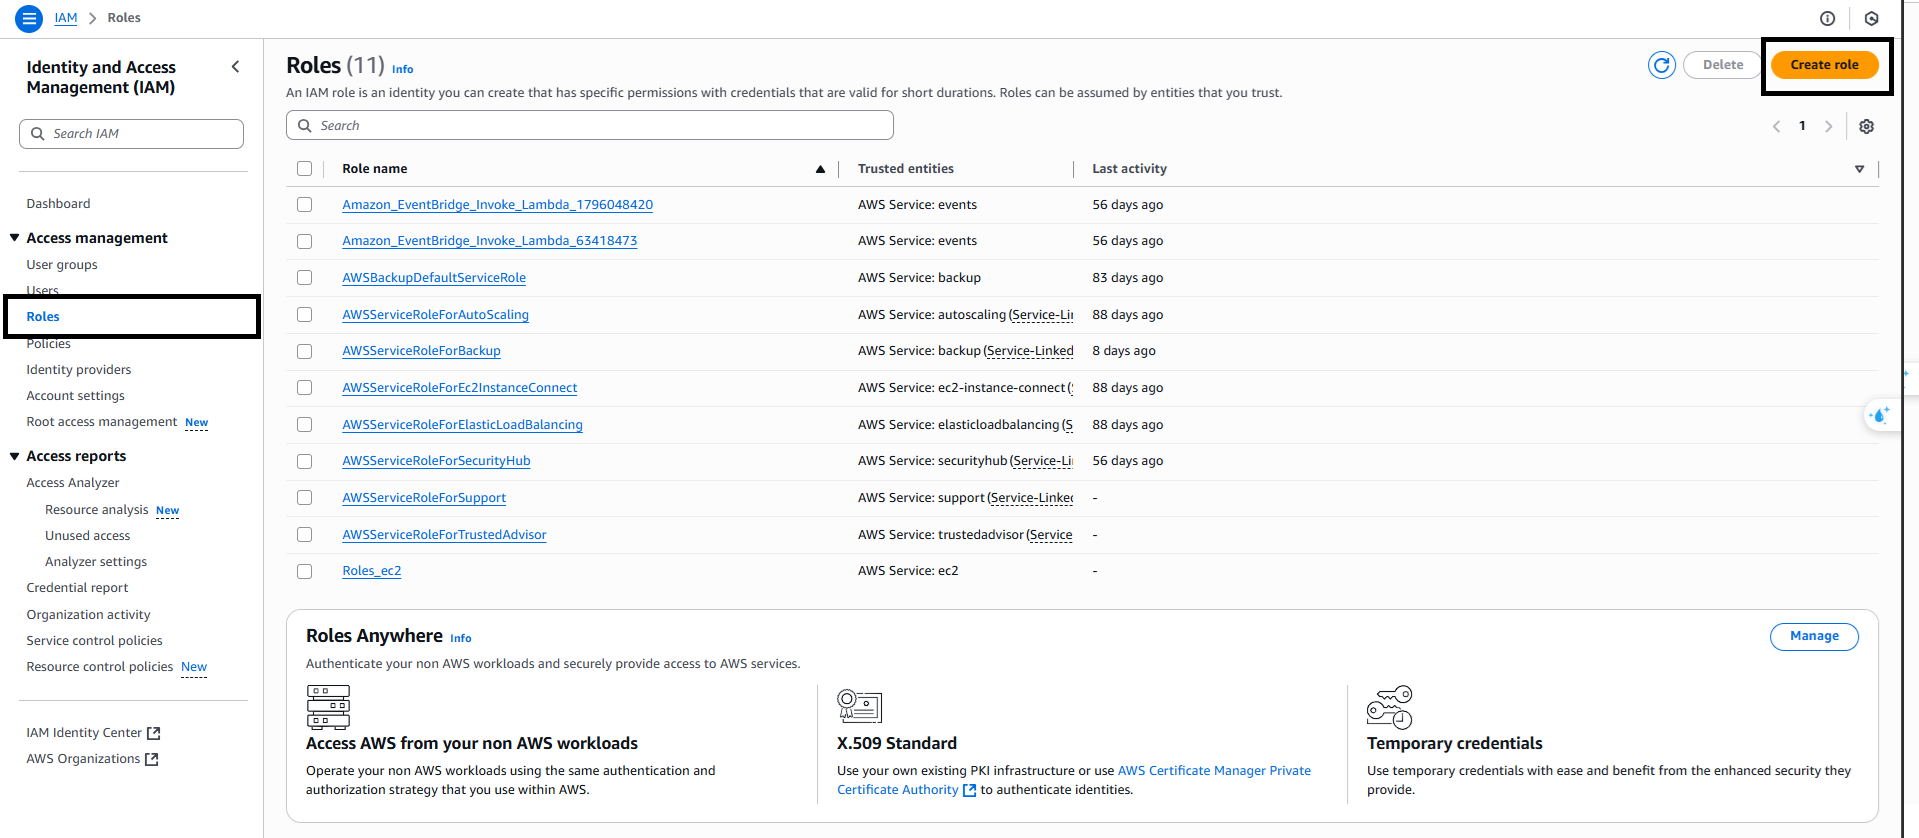 IAM > Roles
Identity and Access
Management (IAM)
Search IAM
Dashboard
Access management
User groups
Users
Roles
Policies
Identity providers
Account settings
Root access management New
Access reports
Access Analyzer
Resource analysis New
Unused access
Analyzer settings
Credential report
Organization activity
Service control policies
Resource control policies New
IAM Identity Center
AWS Organizations
Roles (11) Info
Delete
Create role
An IAM role is an identity you can create that has specific permissions with credentials that are valid for short durations. Roles can be assumed by entities that you trust.
Search
1
Role name Trusted entities Last activity
Amazon_EventBridge_Invoke_Lambda_1796048420 AWS Service: events 56 days ago
Amazon_EventBridge_Invoke_Lambda_63418473 AWS Service: events 56 days ago
AWSBackupDefaultServiceRole AWS Service: backup 83 days ago
AWSServiceRoleForAutoScaling AWS Service: autoscaling (Service-Li 88 days ago
AWSServiceRoleForBackup AWS Service: backup (Service-Linked 8 days ago
AWSServiceRoleForEc2InstanceConnect AWS Service: ec2-instance-connect ( 88 days ago
AWSServiceRoleForElasticLoadBalancing AWS Service: elasticloadbalancing (S 88 days ago
AWSServiceRoleForSecurityHub AWS Service: securityhub (Service-Li 56 days ago
AWSServiceRoleForSupport AWS Service: support (Service-Linked -
AWSServiceRoleForTrustedAdvisor AWS Service: trustedadvisor (Service -
Roles_ec2 AWS Service: ec2 -
Roles Anywhere Info
Manage
Authenticate your non AWS workloads and securely provide access to AWS services.
Access AWS from your non AWS workloads
Operate your non AWS workloads using the same authentication and
authorization strategy that you use within AWS.
X.509 Standard
Use your own existing PKI infrastructure or use AWS Certificate Manager Private
Certificate Authority to authenticate identities.
Temporary credentials
Use temporary credentials with ease and benefit from the enhanced security they
provide.